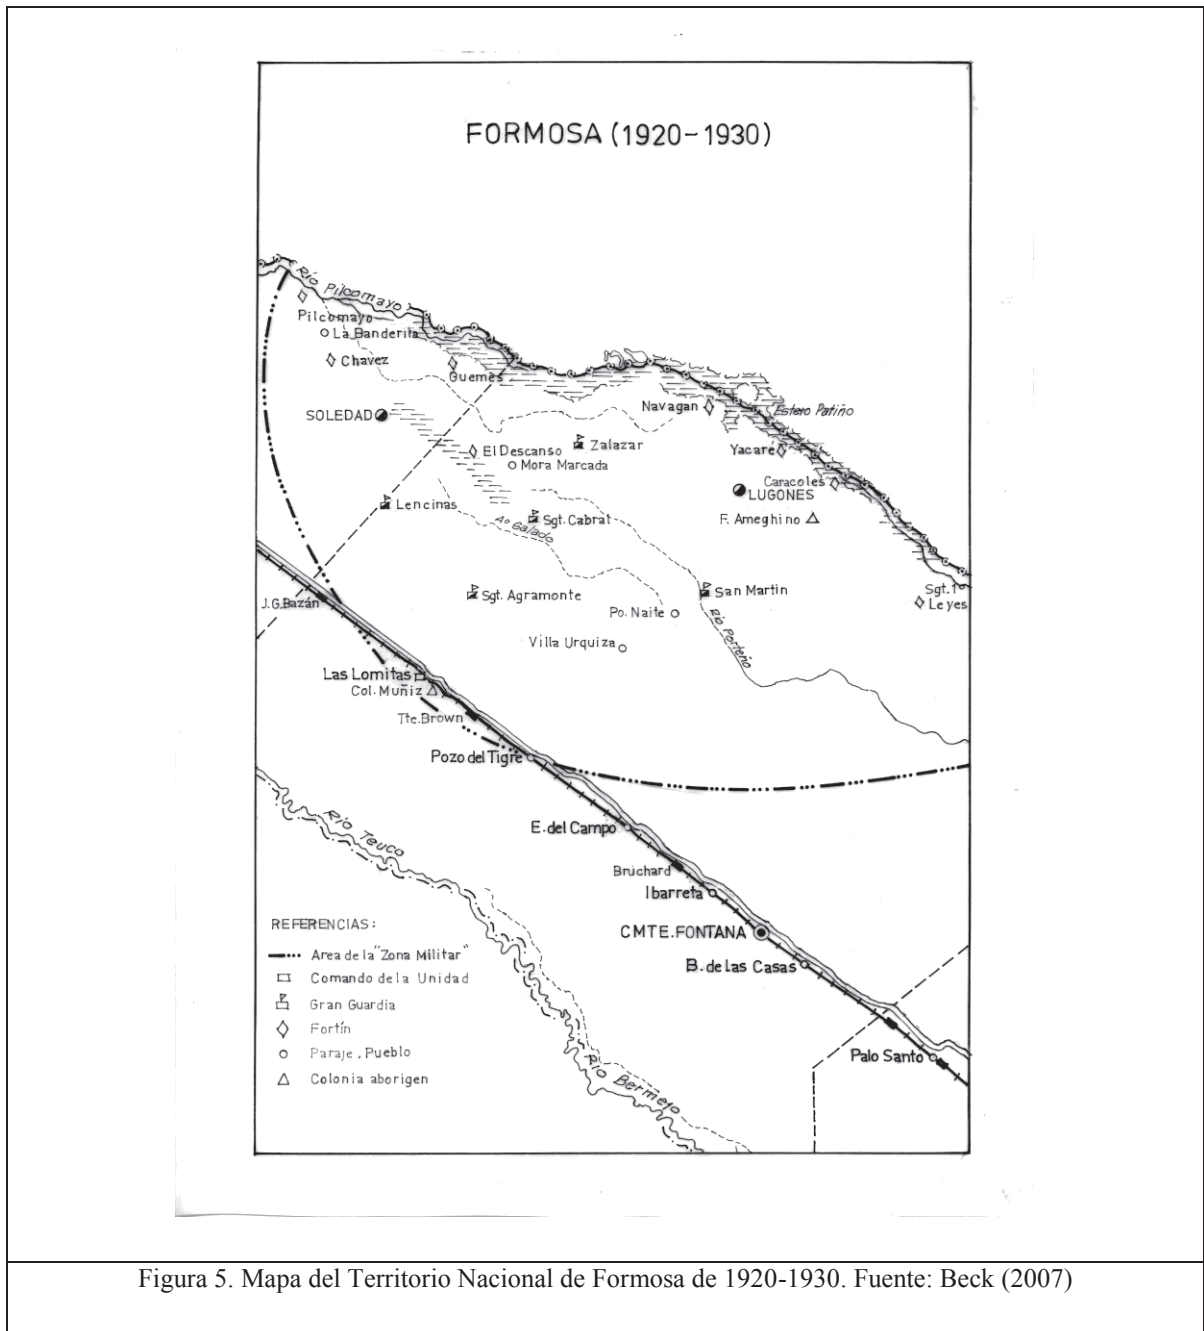 FORMOSA (1920-1930)
Río Pilcomayo
Pilcomayo
La Banderita
Chavez
Guemes
SOLEDAD
Navagan
Estero Patiño
El Descanso
Zalazar
Mora Marcada
Yacaré
Caracoles
LUGONES
Lencinas
Sgt. Cabral
F. Ameghino
Aº Salado
Sgt. Agramonte
San Martin
Sgt. 1º
Leyes
J.G.Bazán
Po. Naite
Río Porteño
Villa Urquiza
Las Lomitas
Col. Muñiz
Tte. Brown
Pozo del Tigre
Río Teuco
E. del Campo
Bruchard
Ibarreta
CMTE. FONTANA
B. de las Casas
Palo Santo
Río Bermejo
REFERENCIAS:
Area de la "Zona Militar"
Comando de la Unidad
Gran Guardia
Fortín
Paraje, Pueblo
Colonia aborigen
Figura 5. Mapa del Territorio Nacional de Formosa de 1920-1930. Fuente: Beck (2007)